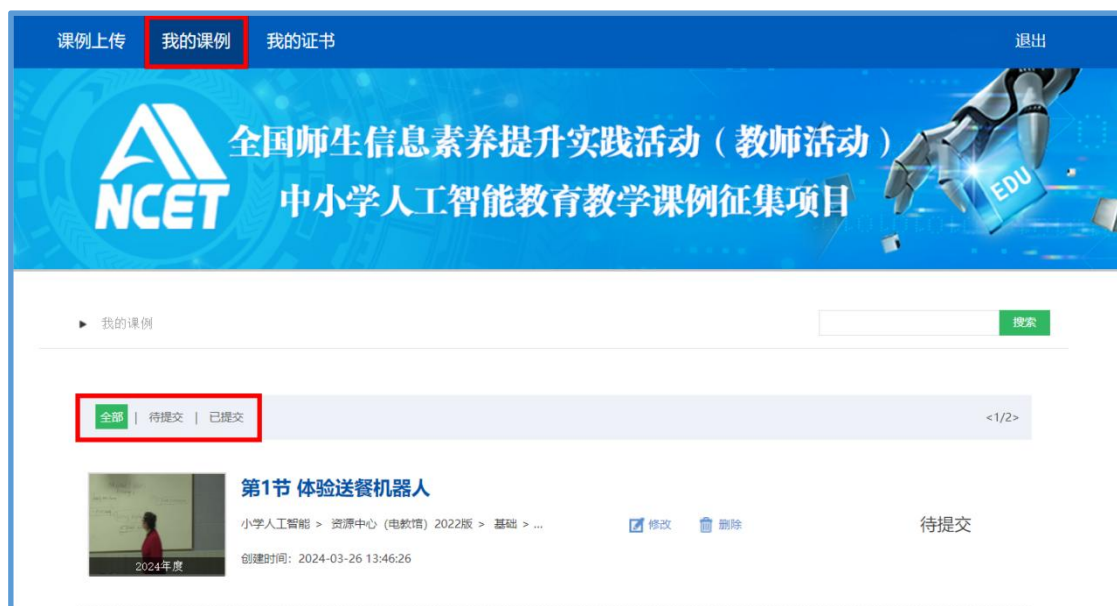 课例上传 我的课例 我的证书 退出
NCET
全国师生信息素养提升实践活动（教师活动）
中小学人工智能教育教学课例征集项目
EDU
我的课例 搜索
全部 | 待提交 | 已提交 <1/2>
第1节 体验送餐机器人
小学人工智能 > 资源中心（电教馆）2022版 > 基础 > ... 修改 删除 待提交
2024年度
创建时间：2024-03-26 13:46:26